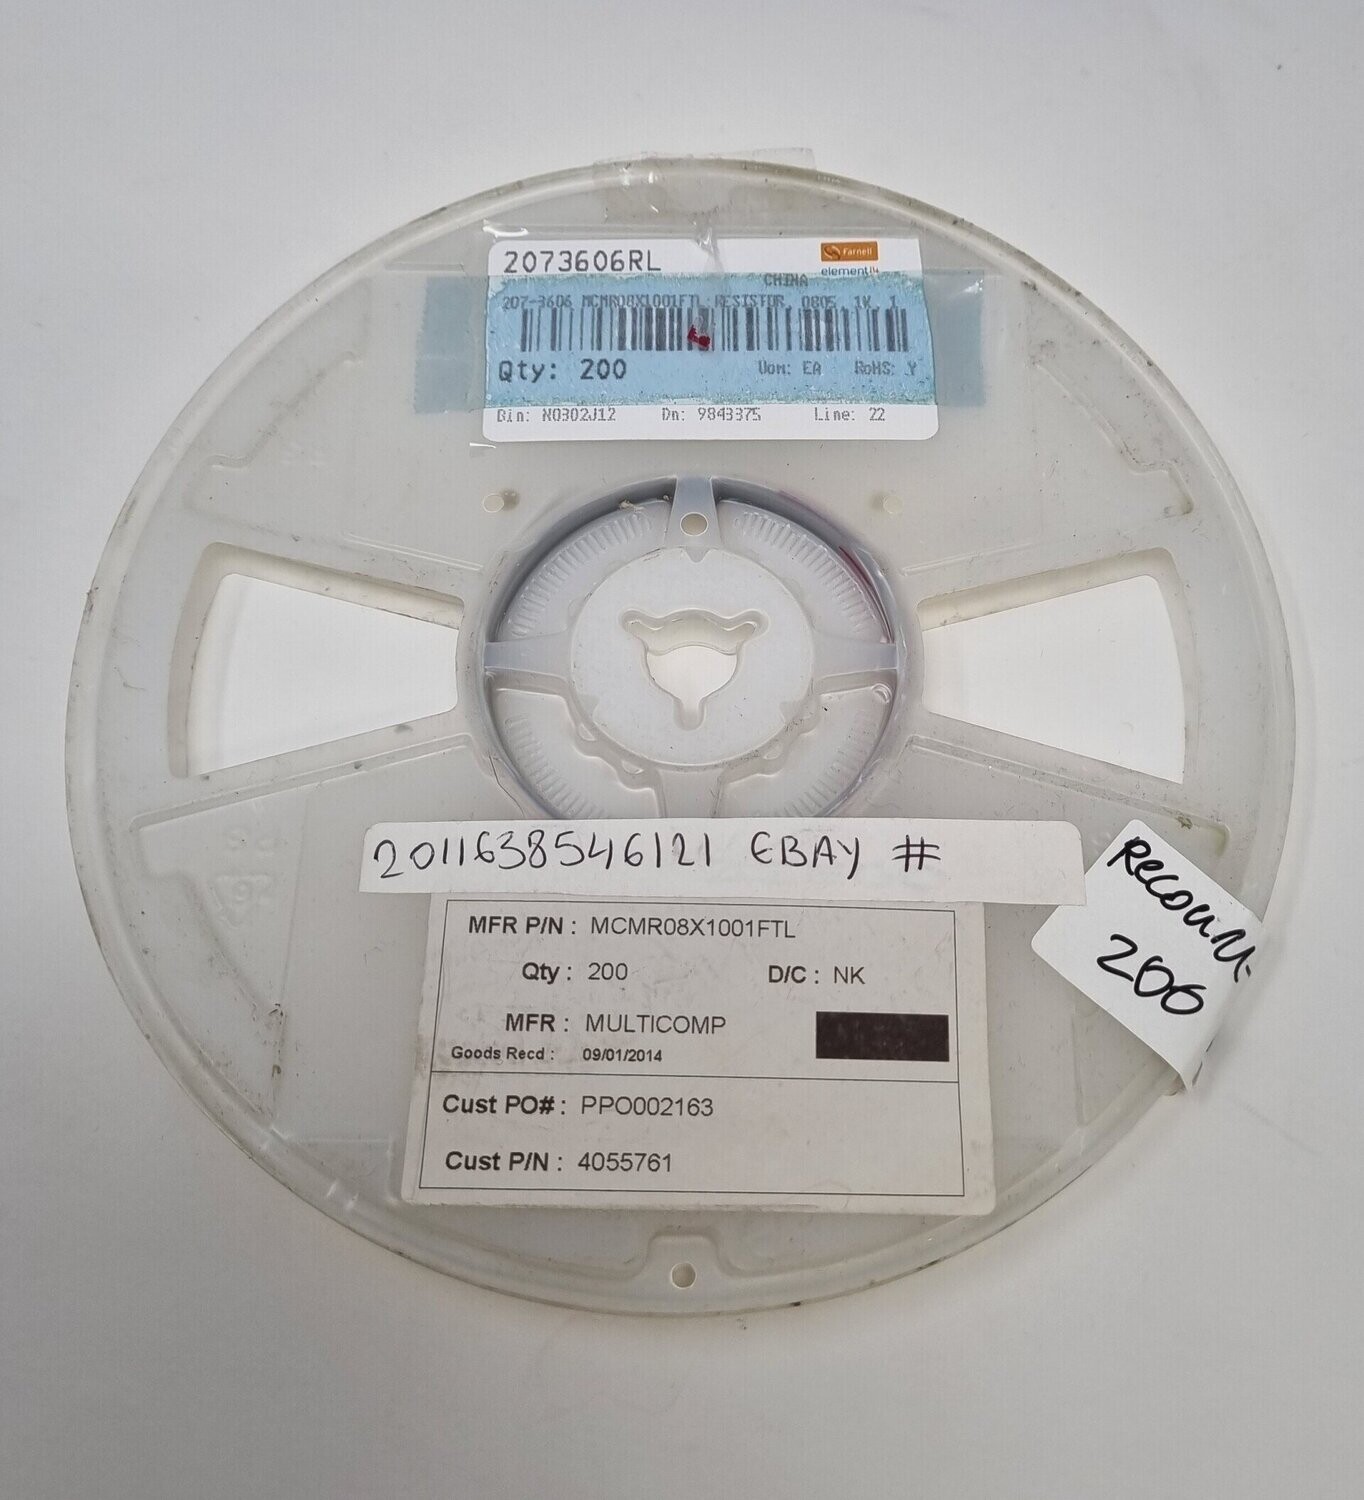 2073606RL
Farnell
element14
CHINA
207-3606 MCMR08X1001FTL RESISTOR, 0805, 1K, 1
Qty: 200 Uom: EA RoHS: Y
Bin: N0302J12 Dn: 9843375 Line: 22
2011638546121 EBAY #
MFR P/N : MCMR08X1001FTL
Qty : 200 D/C : NK
MFR : MULTICOMP
Goods Recd : 09/01/2014
Cust PO# : PPO002163
Cust P/N : 4055761
Recount
200